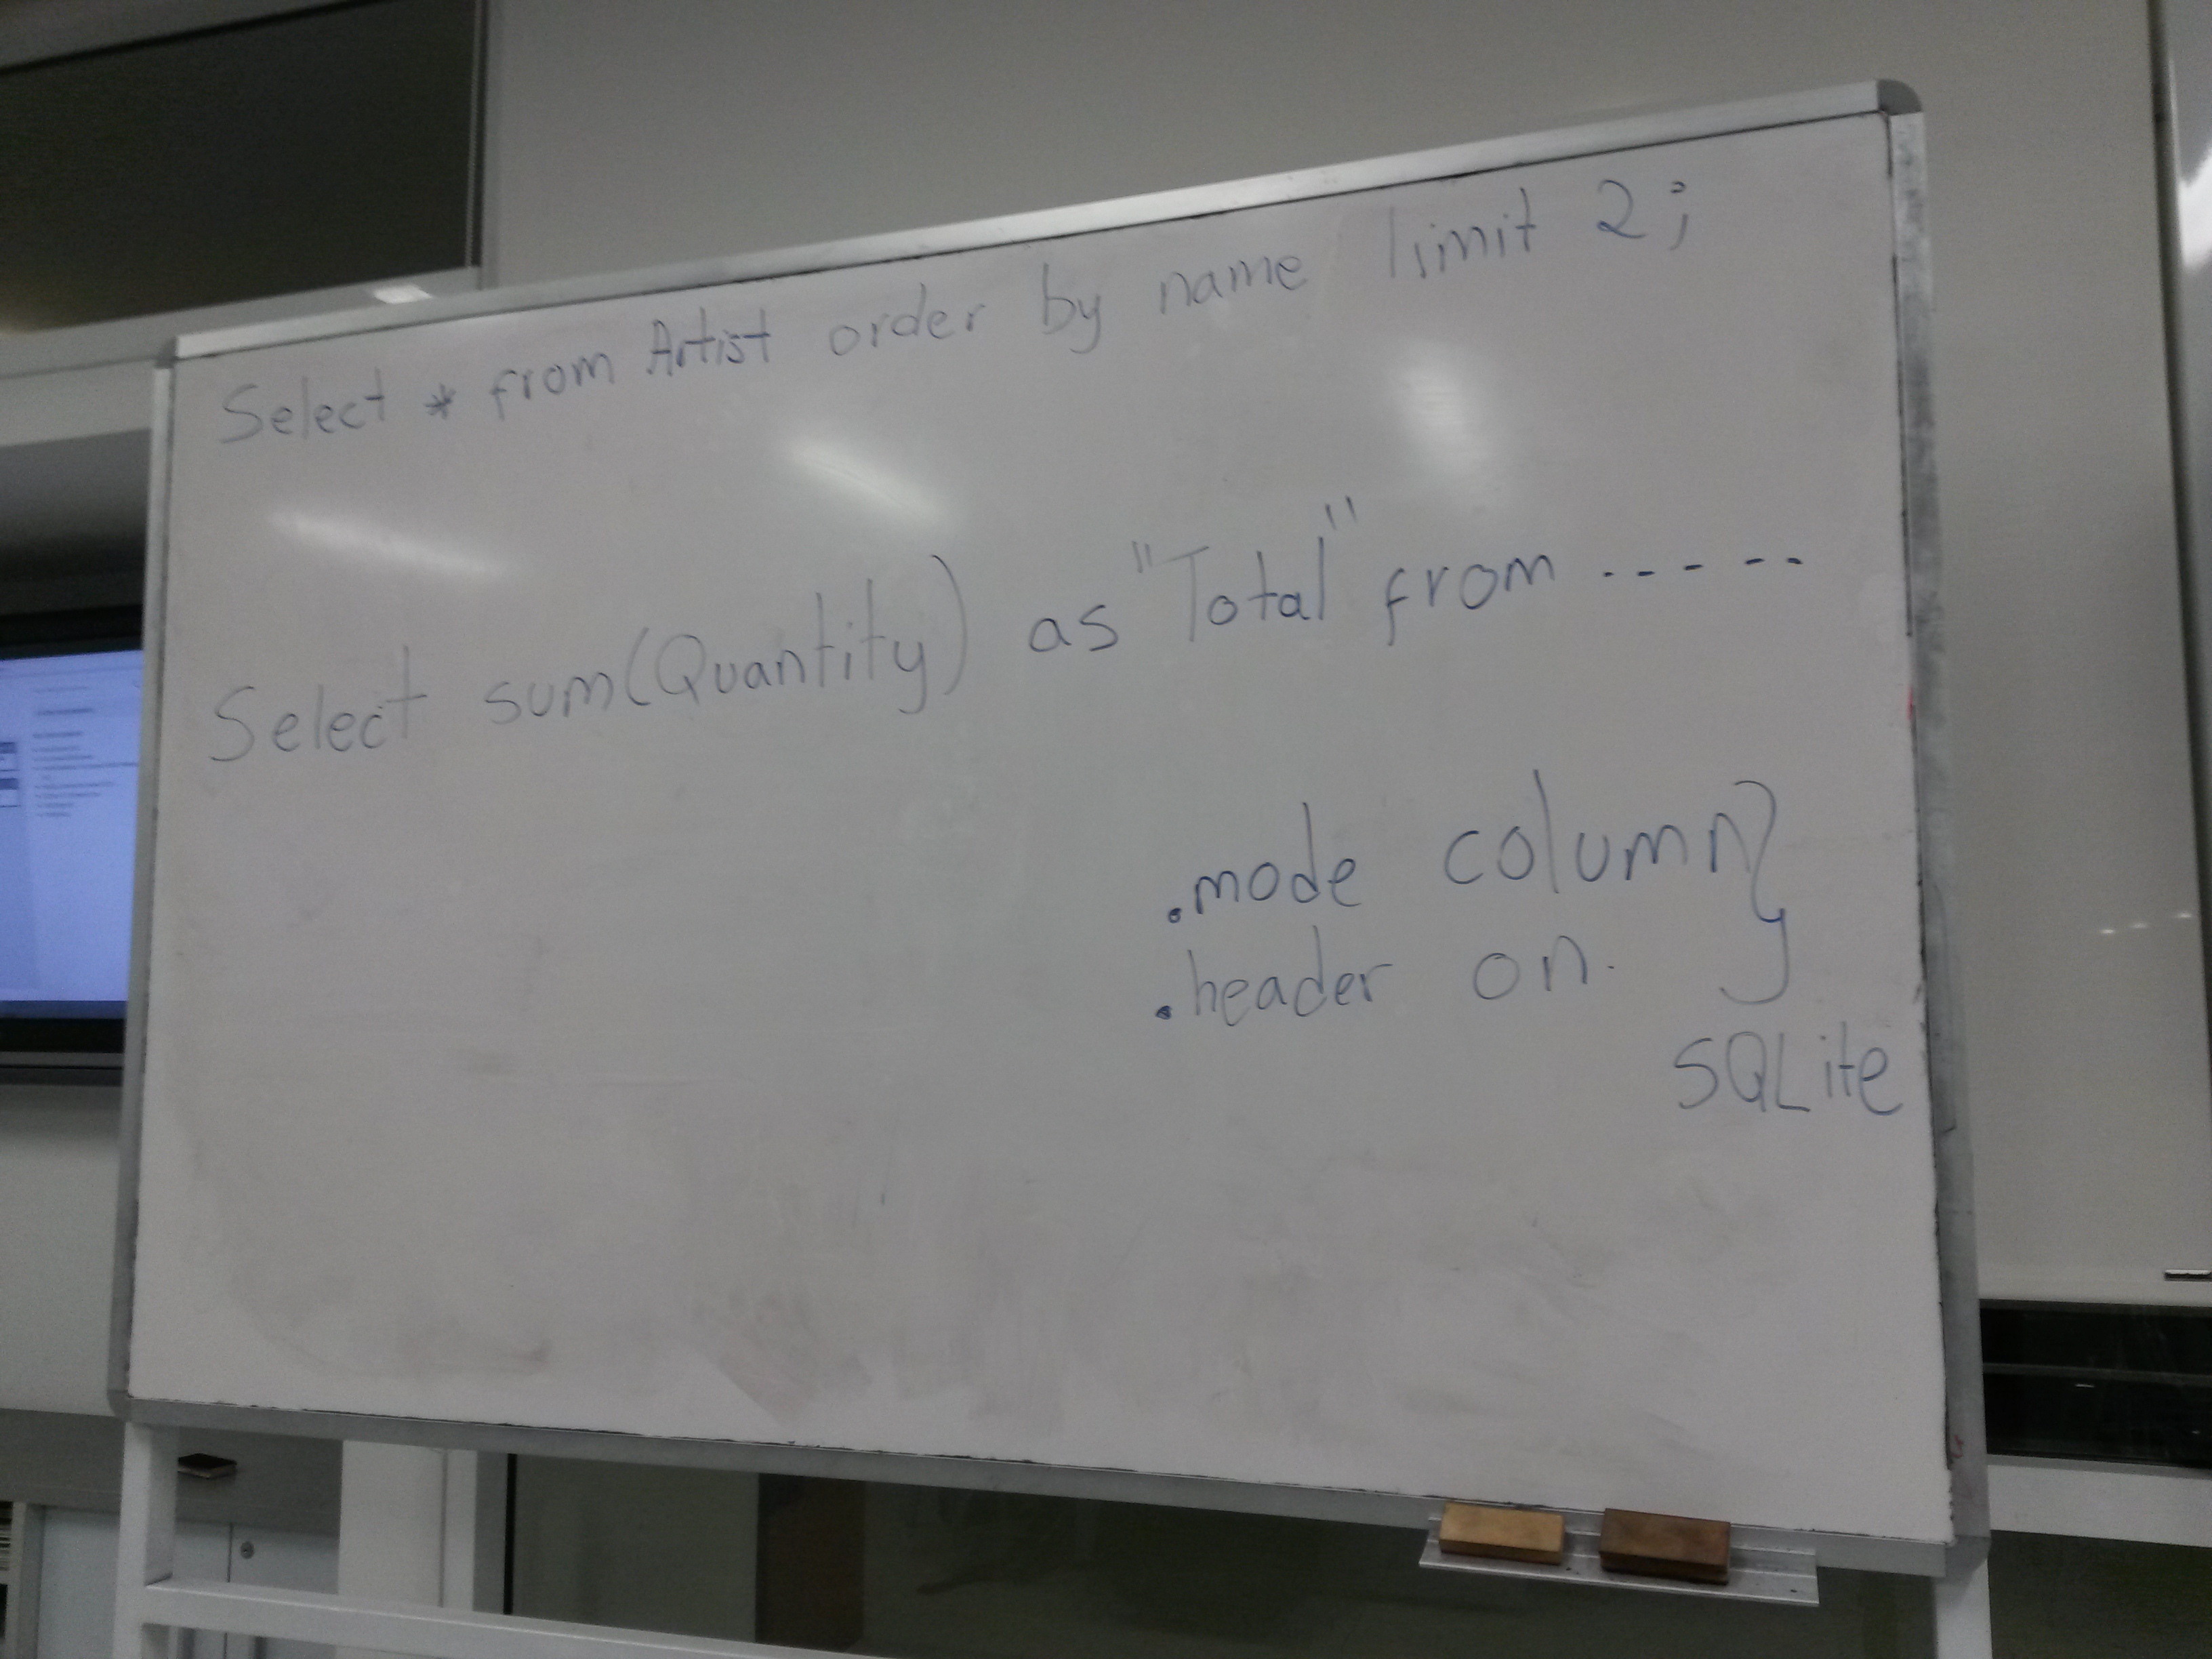 Select * from Artist order by name limit 2;
Select sum(Quantity) as "Total" from -----
.mode column }
.header on.
SQLite